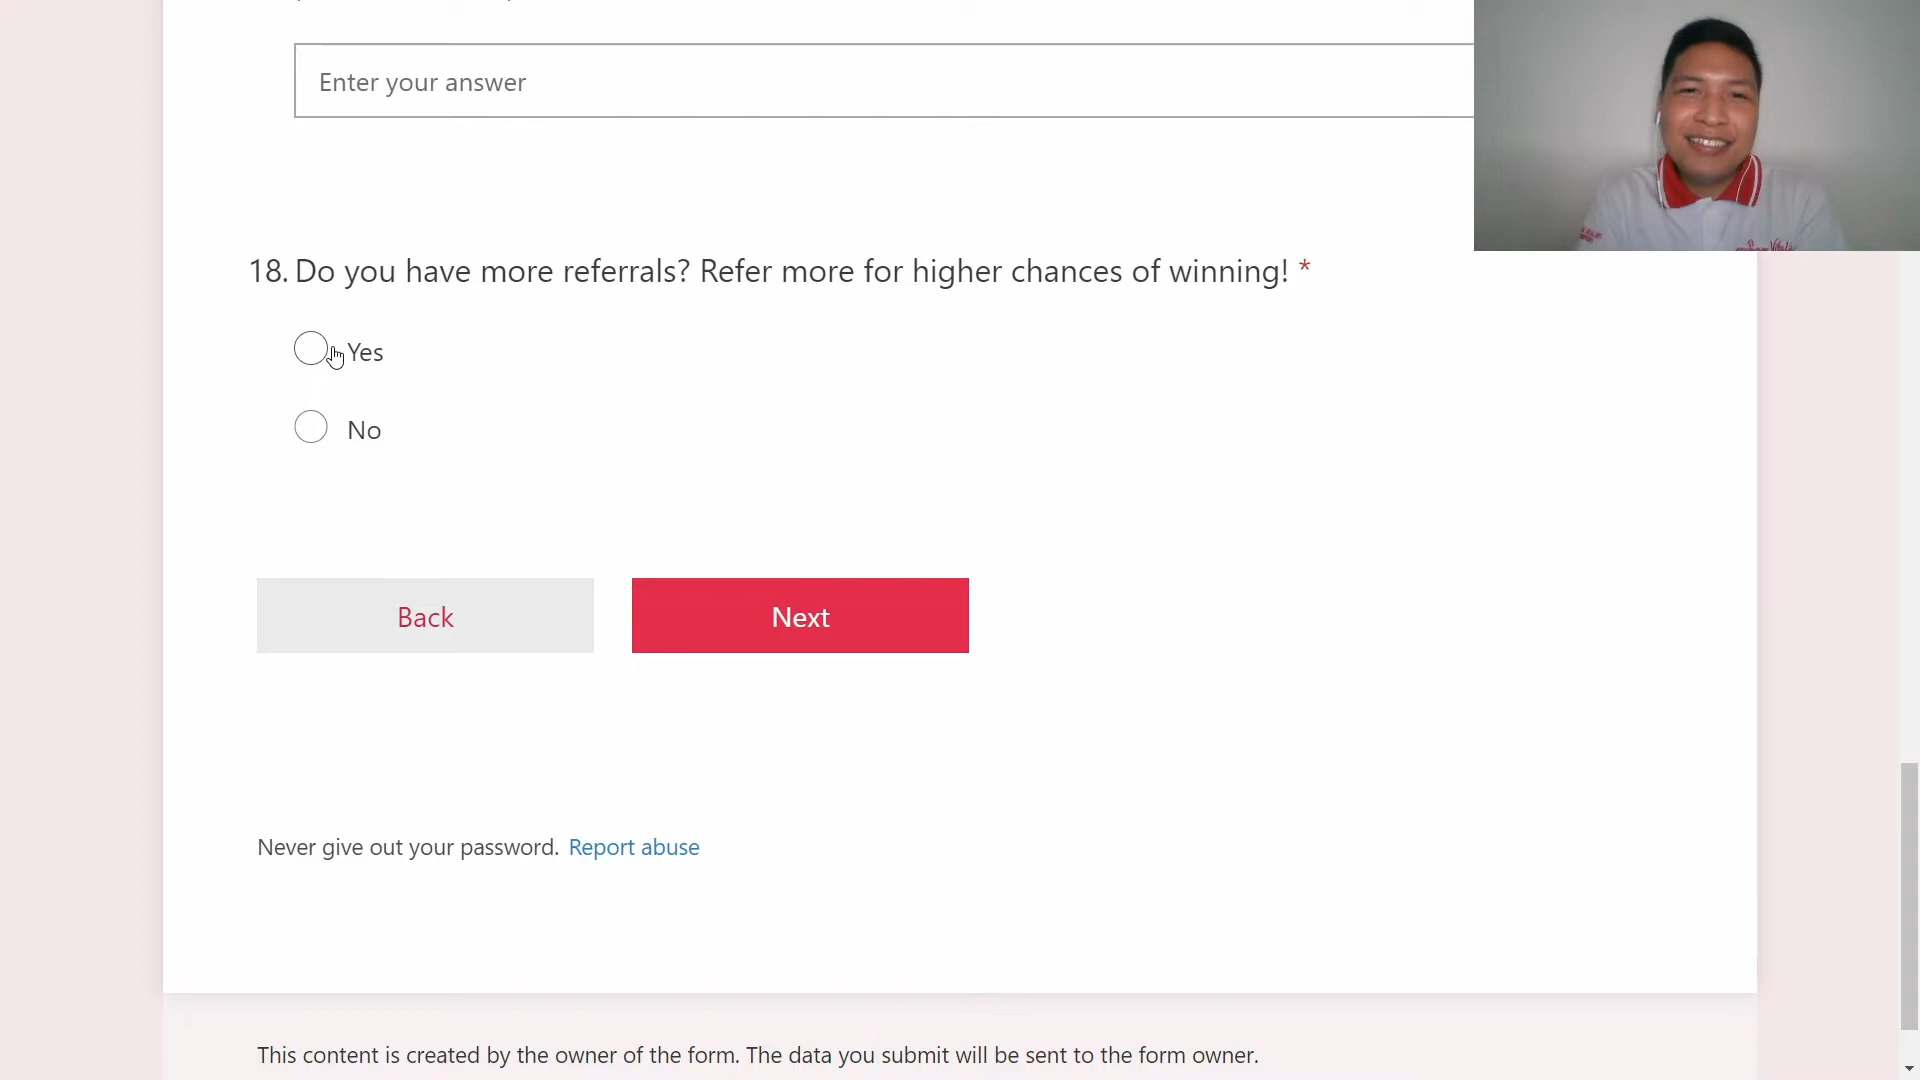 Enter your answer
18. Do you have more referrals? Refer more for higher chances of winning! *
Yes
No
Back Next
Never give out your password. Report abuse
This content is created by the owner of the form. The data you submit will be sent to the form owner.